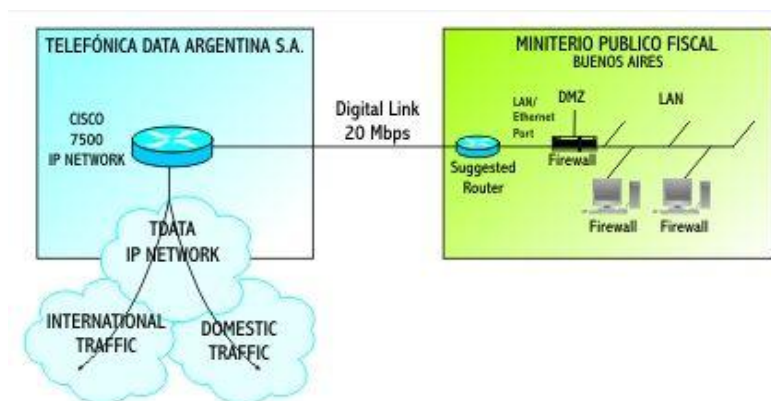 TELEFÓNICA DATA ARGENTINA S.A.
CISCO
7500
IP NETWORK
TDATA
IP NETWORK
INTERNATIONAL
TRAFFIC
DOMESTIC
TRAFFIC
Digital Link
20 Mbps
MINITERIO PUBLICO FISCAL
BUENOS AIRES
LAN/
Ethernet
Port
DMZ
LAN
Suggested
Router
Firewall
Firewall
Firewall